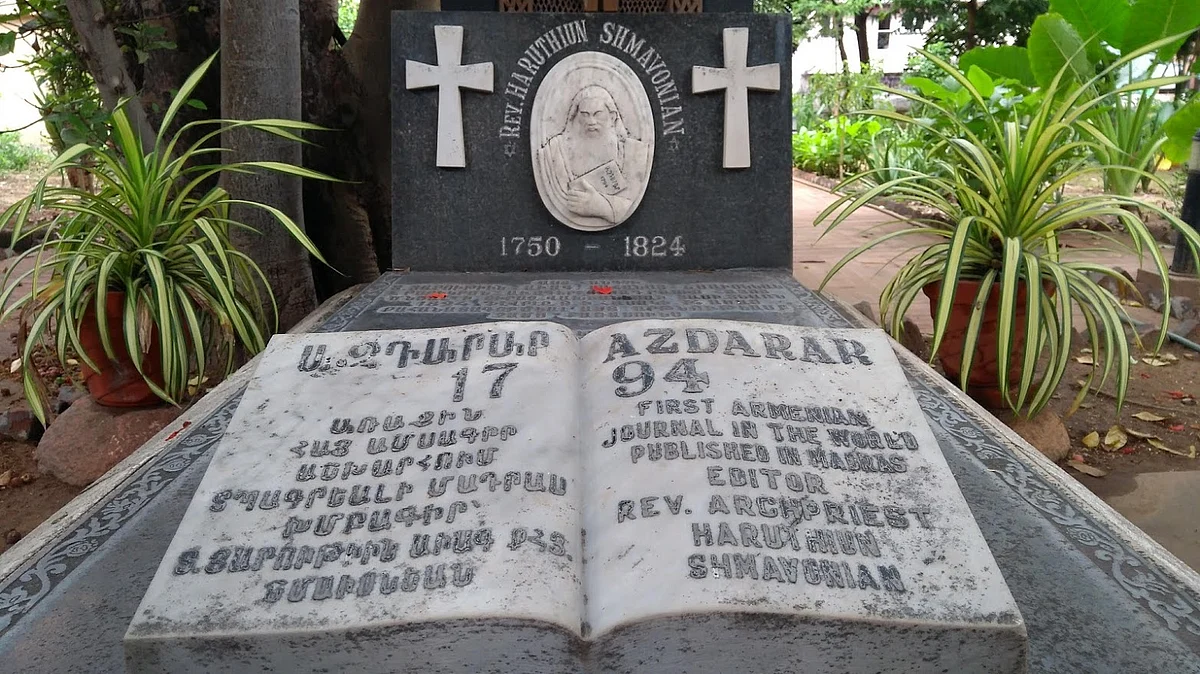 REV. HARUTHIUN SHMAVONIAN
1750 - 1824
ԱԶԴԱՐԱՐ
17
ԱՌԱՋԻՆ
ՀԱՅ ԱՄՍԱԳԻՐ
ԱՇԽԱՐՀՈՒՄ
ՏՊԱԳՐԵԱԼ Ի ՄԱԴՐԱՍ
ԽՄԲԱԳԻՐ՝
Տ.ՅԱՐՈՒԹԻՒՆ ԱՒԱԳ ՔՀՅ.
ՇՄԱՒՈՆԵԱՆ
AZDARAR
94
FIRST ARMENIAN
JOURNAL IN THE WORLD
PUBLISHED IN MADRAS
EDITOR
REV. ARCHPRIEST
HARUTHIUN
SHMAVONIAN